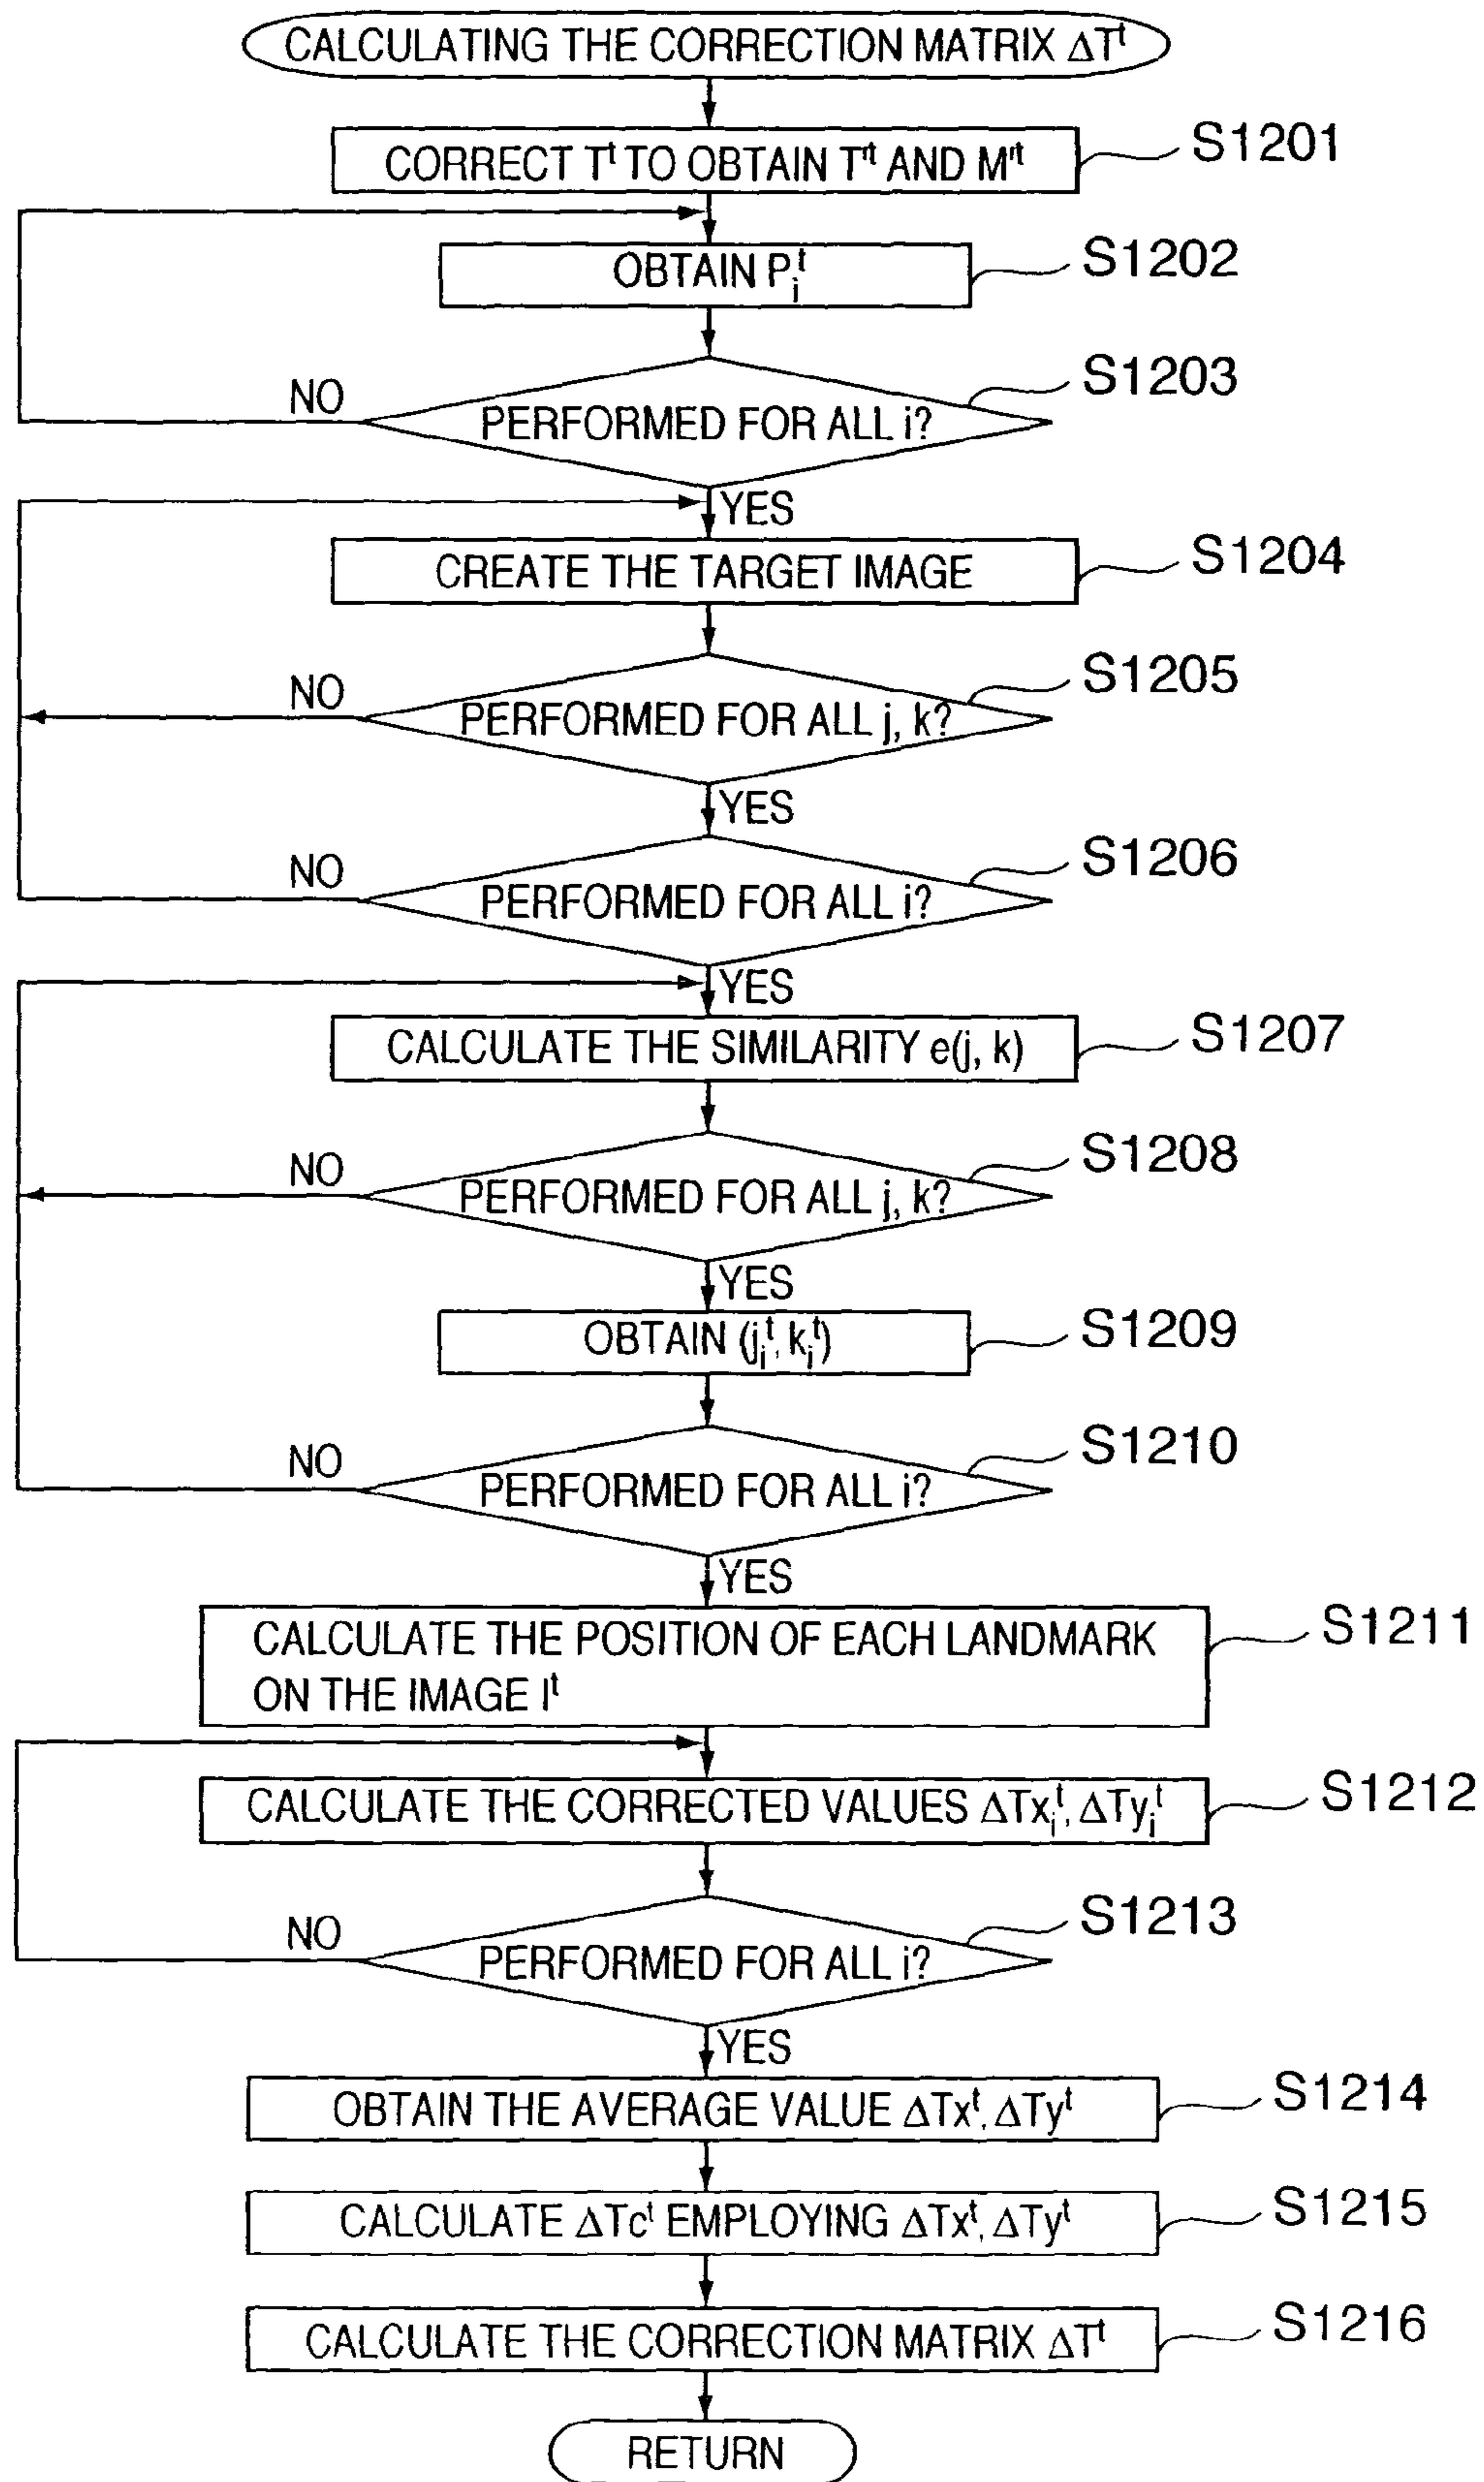 CALCULATING THE CORRECTION MATRIX ΔTᵗ
CORRECT Tᵗ TO OBTAIN T'ᵗ AND M'ᵗ
S1201
OBTAIN Pᵢᵗ
S1202
S1203
NO
PERFORMED FOR ALL i?
YES
CREATE THE TARGET IMAGE
S1204
S1205
NO
PERFORMED FOR ALL j, k?
YES
S1206
NO
PERFORMED FOR ALL i?
YES
CALCULATE THE SIMILARITY e(j, k)
S1207
S1208
NO
PERFORMED FOR ALL j, k?
YES
OBTAIN (jᵢᵗ, kᵢᵗ)
S1209
S1210
NO
PERFORMED FOR ALL i?
YES
CALCULATE THE POSITION OF EACH LANDMARK
ON THE IMAGE Iᵗ
S1211
CALCULATE THE CORRECTED VALUES ΔTxᵢᵗ, ΔTyᵢᵗ
S1212
S1213
NO
PERFORMED FOR ALL i?
YES
OBTAIN THE AVERAGE VALUE ΔTxᵗ, ΔTyᵗ
S1214
CALCULATE ΔTcᵗ EMPLOYING ΔTxᵗ, ΔTyᵗ
S1215
CALCULATE THE CORRECTION MATRIX ΔTᵗ
S1216
RETURN